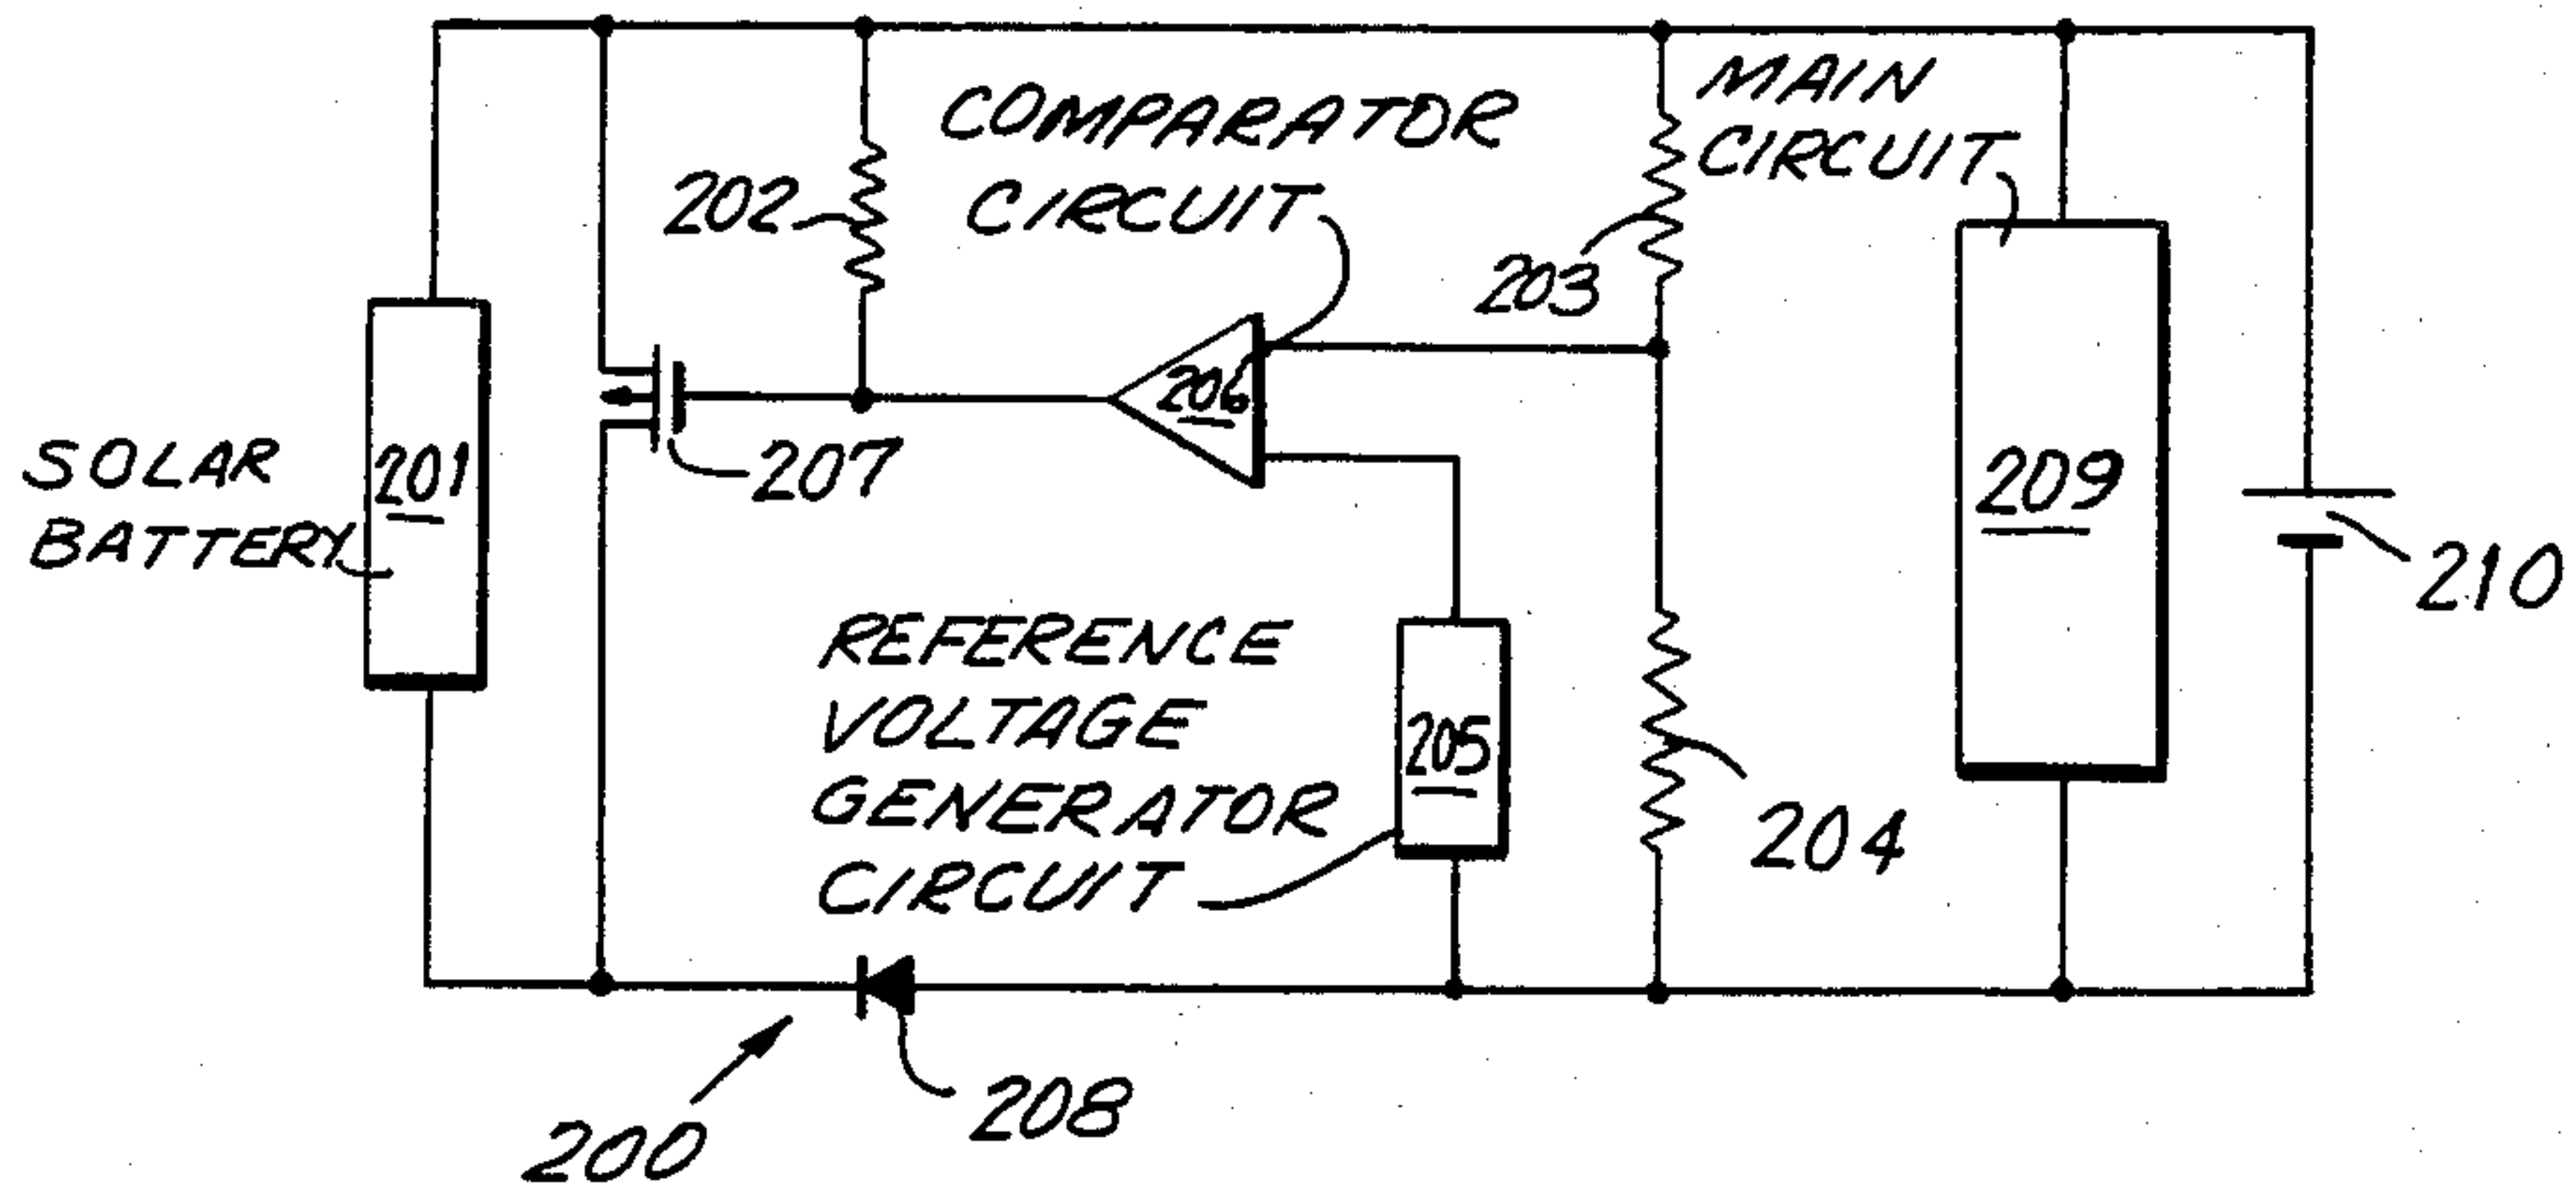 COMPARATOR
CIRCUIT
MAIN
CIRCUIT
202
203
206
SOLAR
BATTERY
201
207
209
210
REFERENCE
VOLTAGE
GENERATOR
CIRCUIT
205
204
208
200